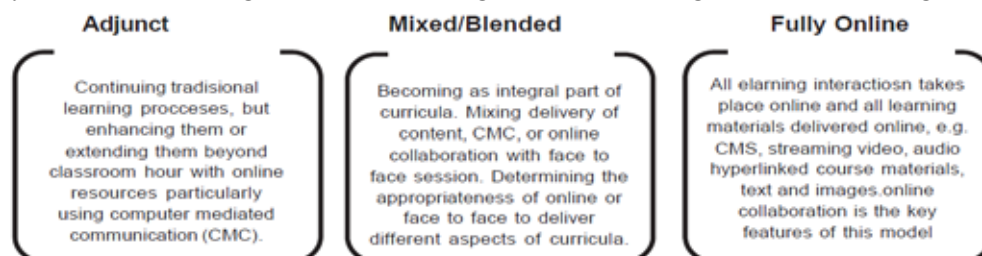 Adjunct
Continuing tradisional
learning procceses, but
enhancing them or
extending them beyond
classroom hour with online
resources particularly
using computer mediated
communication (CMC).
Mixed/Blended
Becoming as integral part of
curricula. Mixing delivery of
content, CMC, or online
collaboration with face to
face session. Determining the
appropriateness of online or
face to face to deliver
different aspects of curricula.
Fully Online
All elarning interactiosn takes
place online and all learning
materials delivered online, e.g.
CMS, streaming video, audio
hyperlinked course materials,
text and images.online
collaboration is the key
features of this model